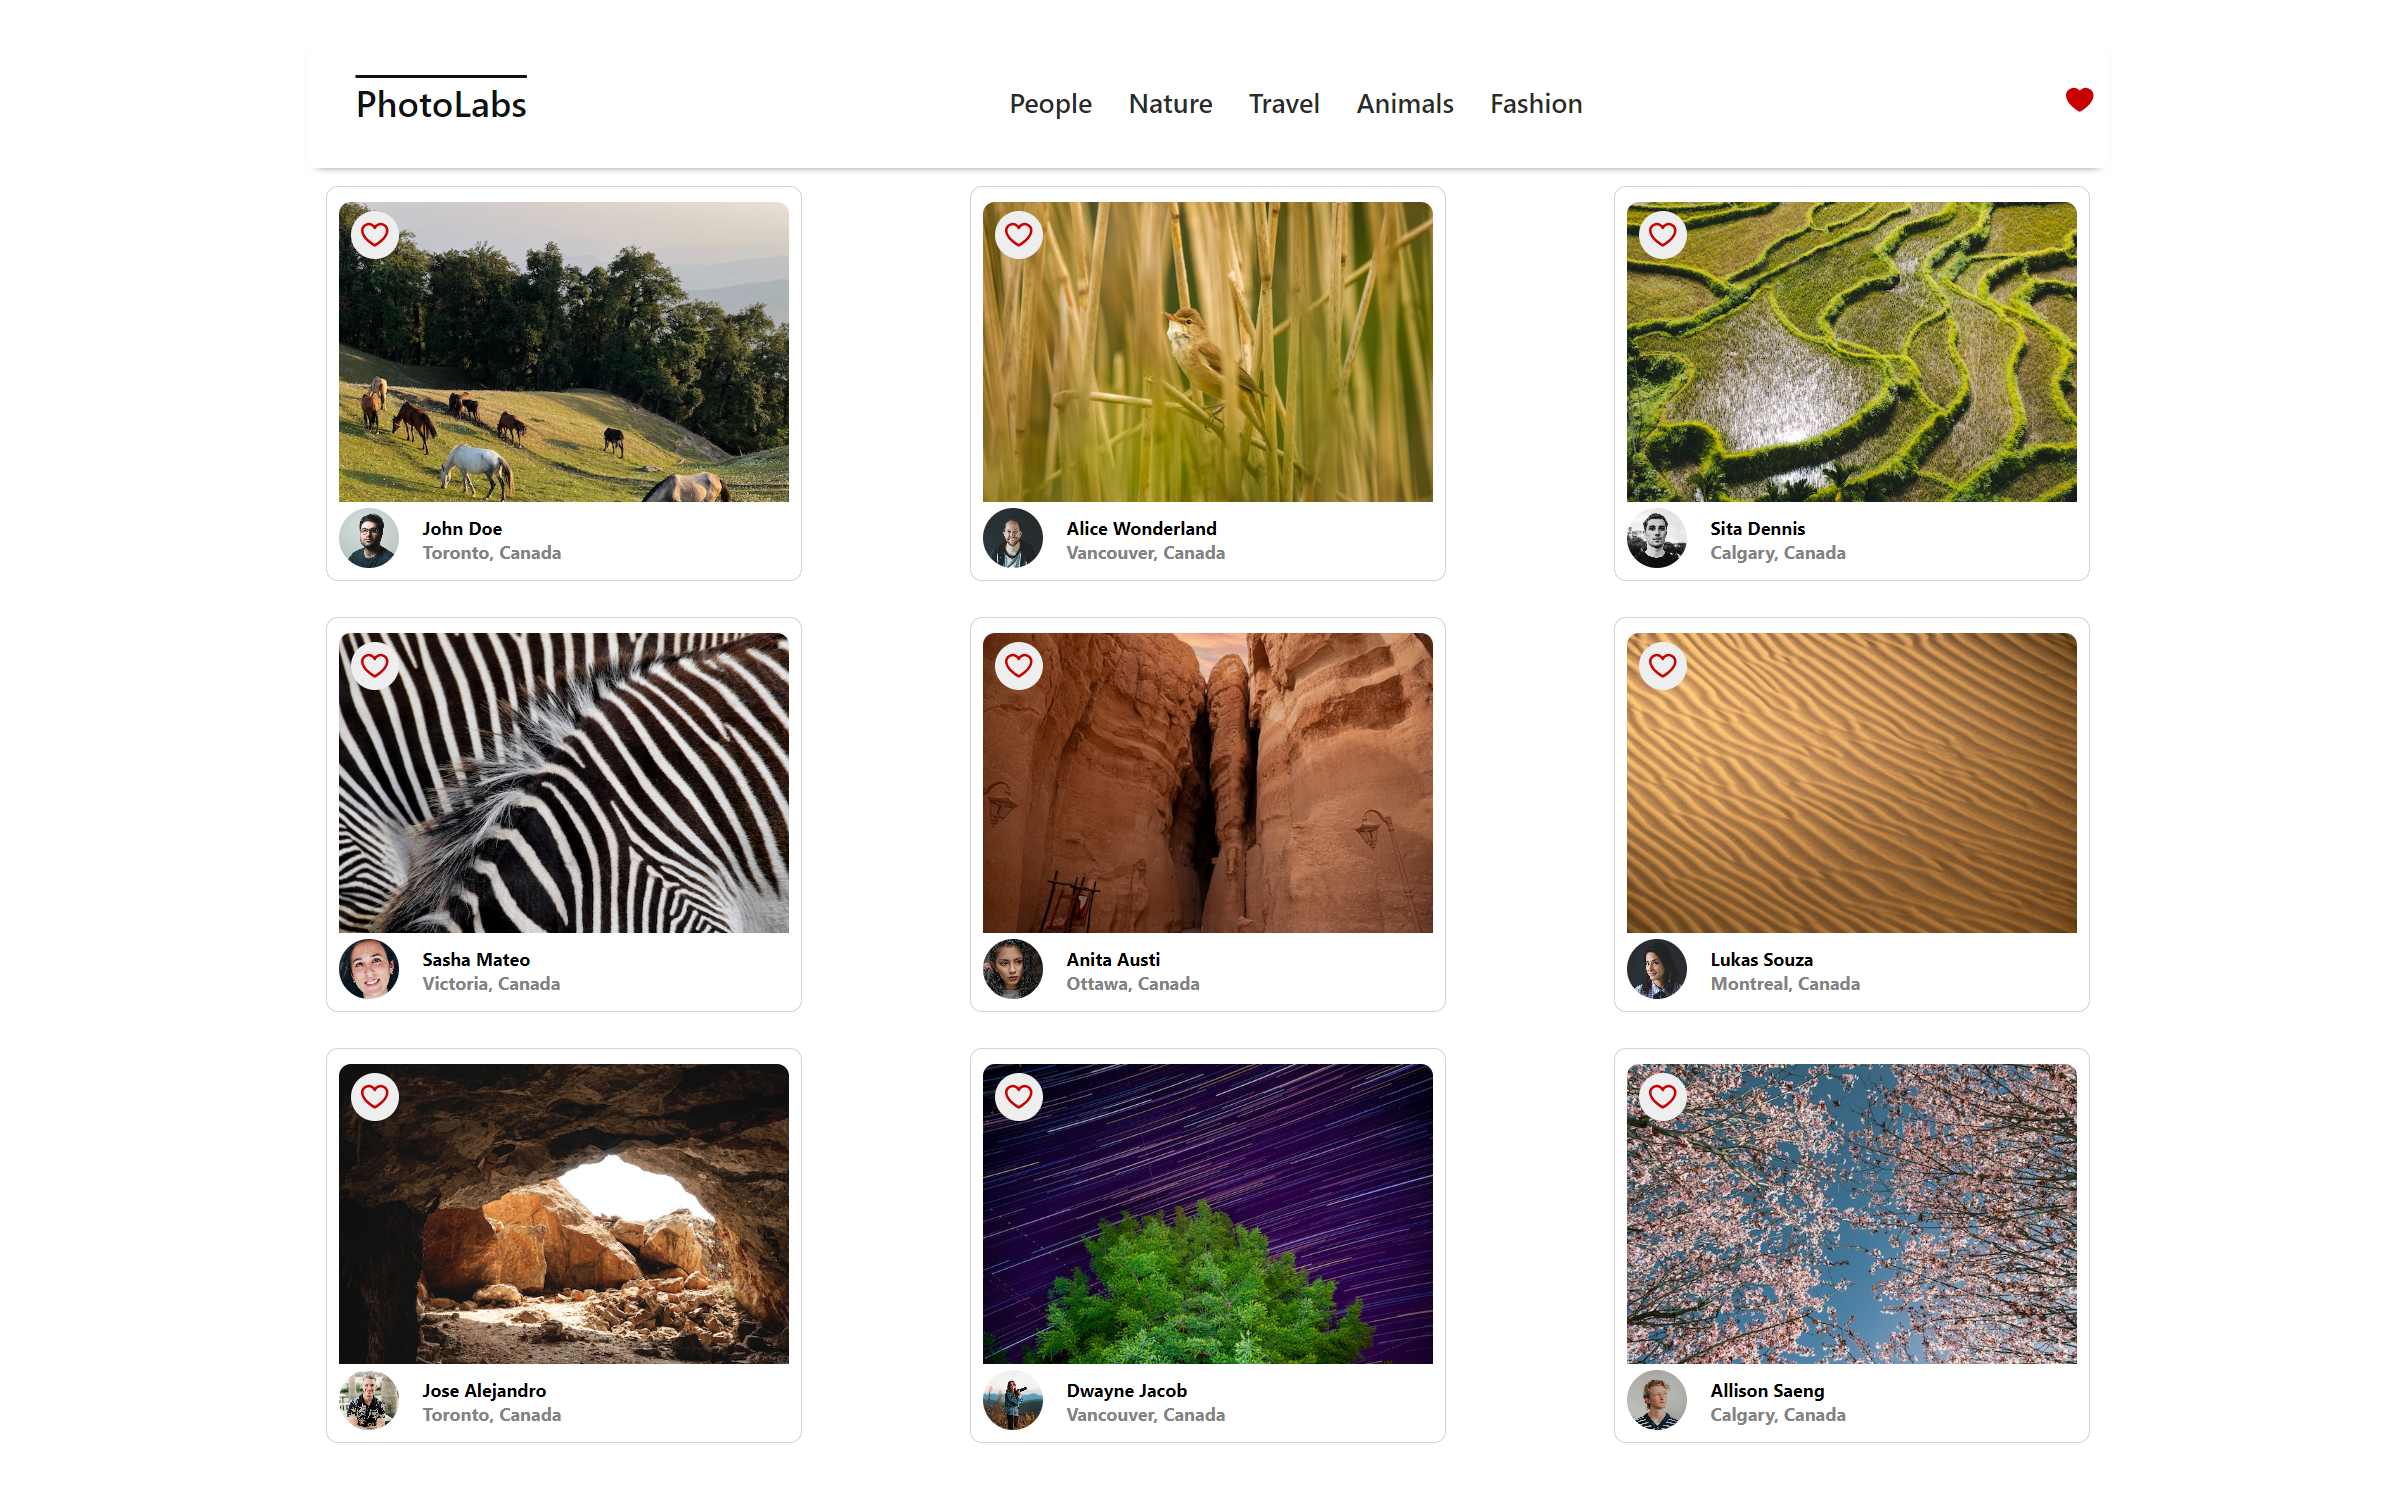 PhotoLabs
People Nature Travel Animals Fashion
John Doe
Toronto, Canada
Alice Wonderland
Vancouver, Canada
Sita Dennis
Calgary, Canada
Sasha Mateo
Victoria, Canada
Anita Austi
Ottawa, Canada
Lukas Souza
Montreal, Canada
Jose Alejandro
Toronto, Canada
Dwayne Jacob
Vancouver, Canada
Allison Saeng
Calgary, Canada